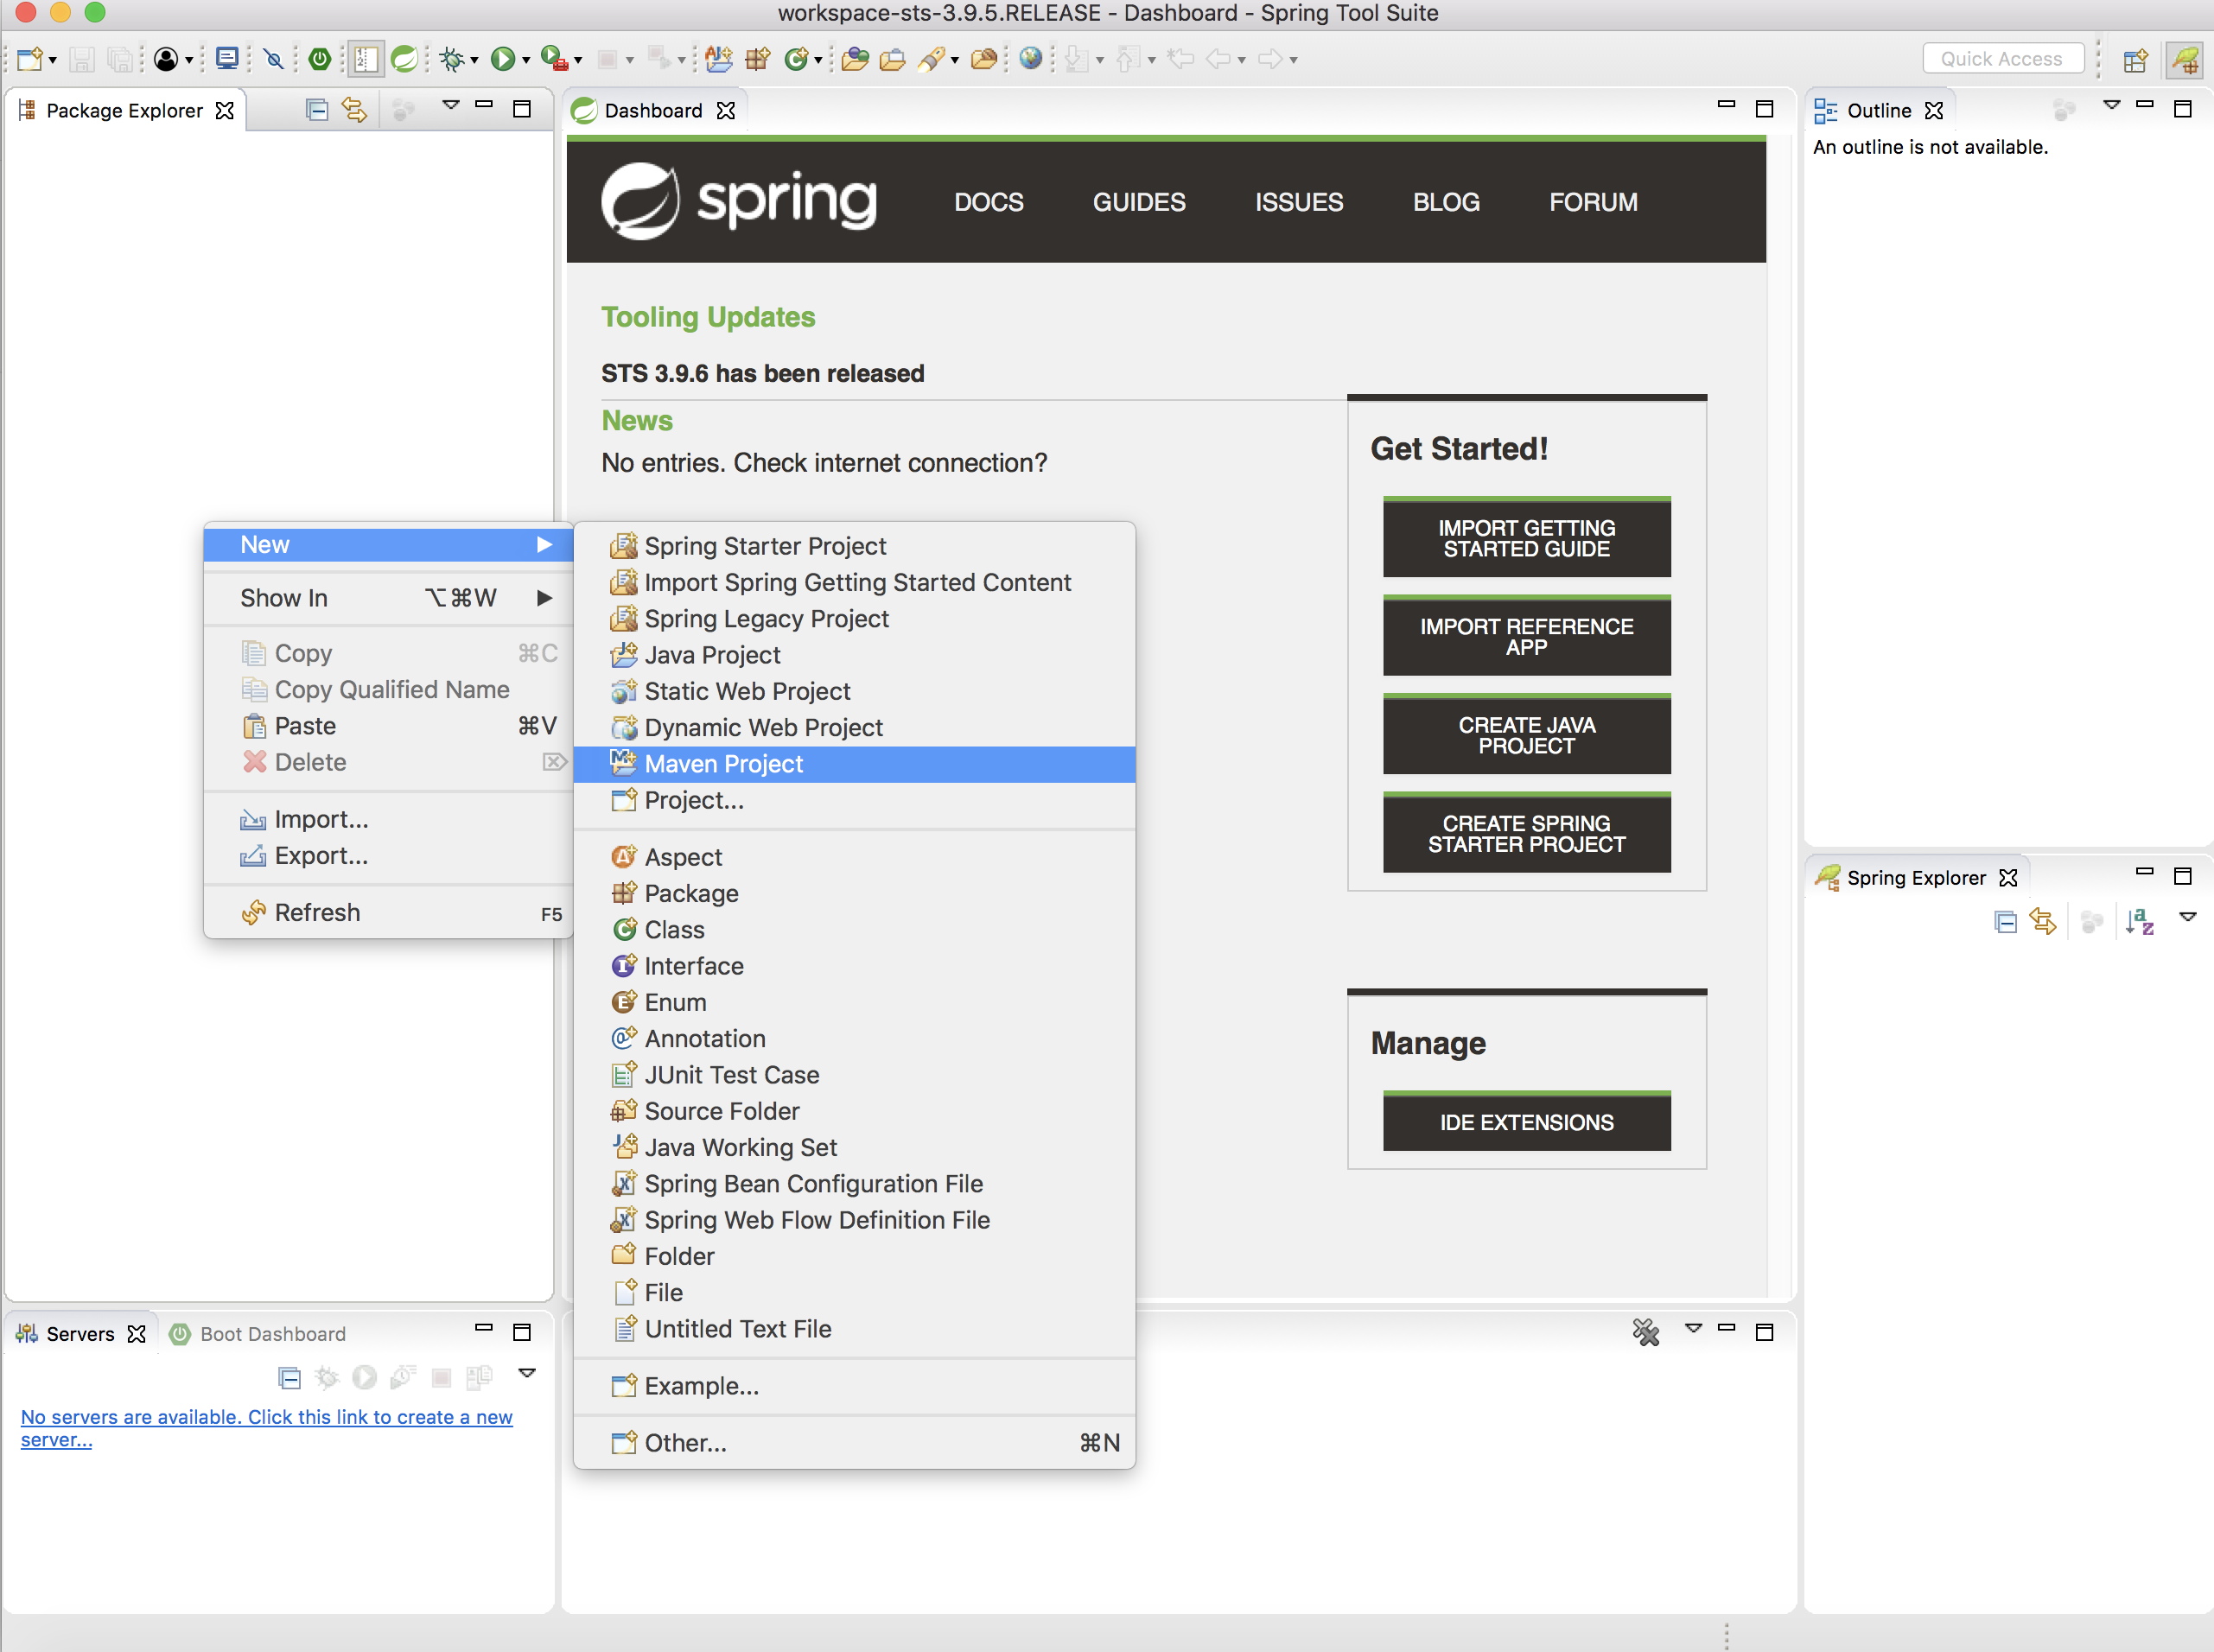 workspace-sts-3.9.5.RELEASE - Dashboard - Spring Tool Suite
Quick Access
Package Explorer
Dashboard
Outline
An outline is not available.
spring
DOCS
GUIDES
ISSUES
BLOG
FORUM
Tooling Updates
STS 3.9.6 has been released
News
No entries. Check internet connection?
Get Started!
IMPORT GETTING
STARTED GUIDE
IMPORT REFERENCE
APP
CREATE JAVA
PROJECT
CREATE SPRING
STARTER PROJECT
Manage
IDE EXTENSIONS
New
Show In ⌥⌘W
Copy ⌘C
Copy Qualified Name
Paste ⌘V
Delete ⌦
Import...
Export...
Refresh F5
Spring Starter Project
Import Spring Getting Started Content
Spring Legacy Project
Java Project
Static Web Project
Dynamic Web Project
Maven Project
Project...
Aspect
Package
Class
Interface
Enum
Annotation
JUnit Test Case
Source Folder
Java Working Set
Spring Bean Configuration File
Spring Web Flow Definition File
Folder
File
Untitled Text File
Example...
Other... ⌘N
Spring Explorer
Servers
Boot Dashboard
No servers are available. Click this link to create a new
server...